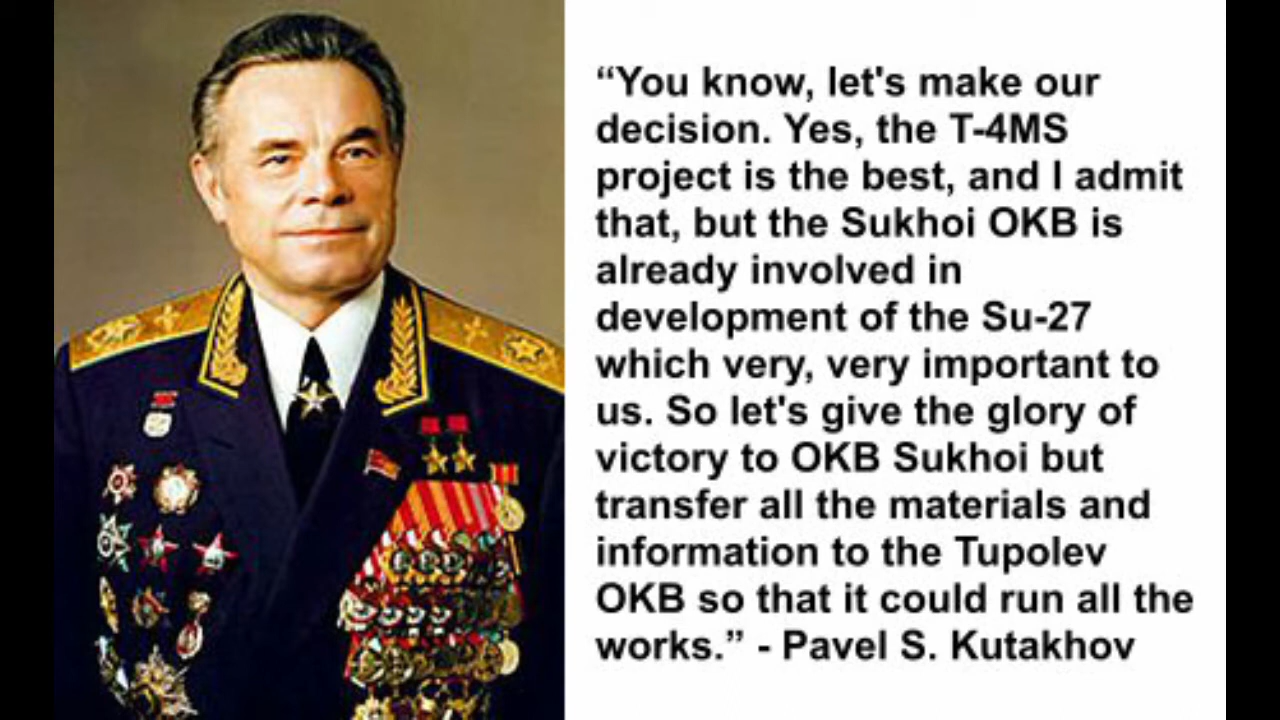 “You know, let's make our
decision. Yes, the T-4MS
project is the best, and I admit
that, but the Sukhoi OKB is
already involved in
development of the Su-27
which very, very important to
us. So let's give the glory of
victory to OKB Sukhoi but
transfer all the materials and
information to the Tupolev
OKB so that it could run all the
works.” - Pavel S. Kutakhov